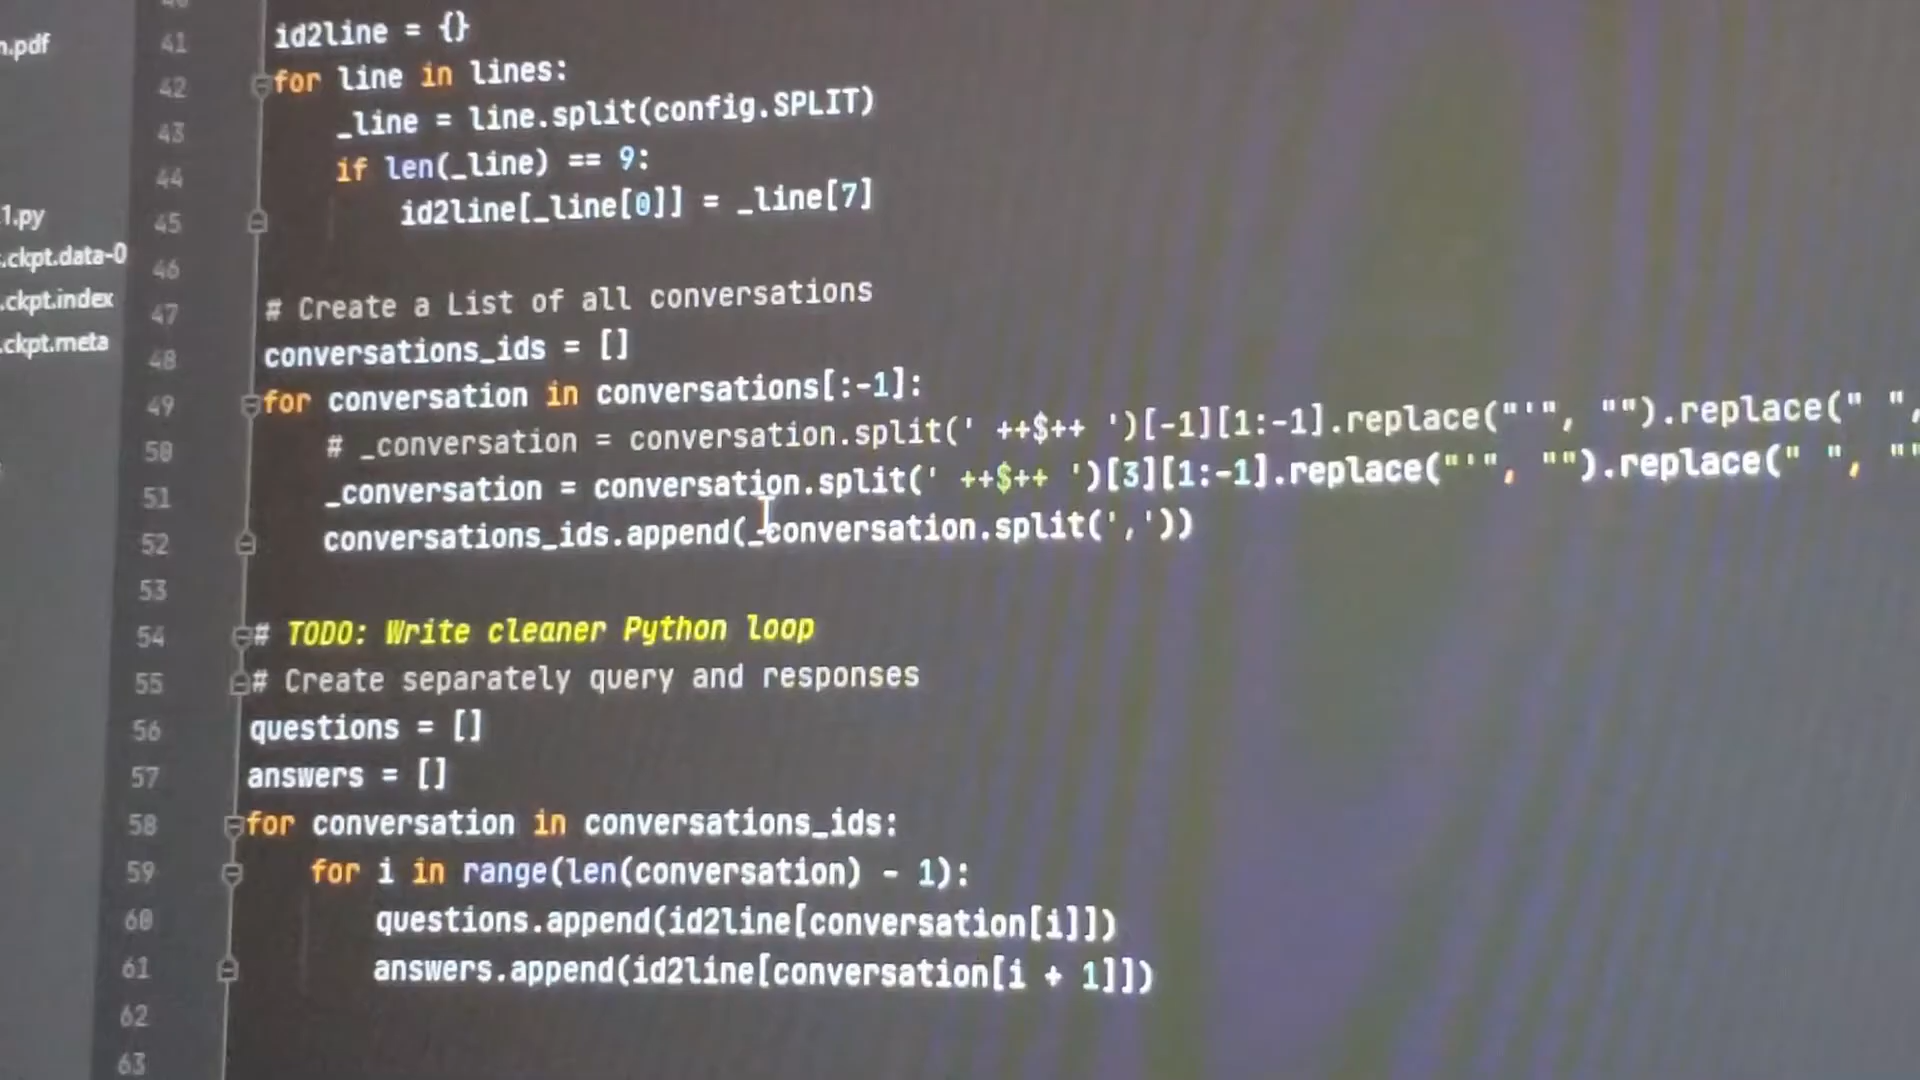 n.pdf
1.py
.ckpt.data-0
.ckpt.index
.ckpt.meta
41 id2line = {}
42 for line in lines:
43 _line = line.split(config.SPLIT)
44 if len(_line) == 9:
45 id2line[_line[0]] = _line[7]
46
47 # Create a List of all conversations
48 conversations_ids = []
49 for conversation in conversations[:-1]:
50 # _conversation = conversation.split(' ++$++ ')[-1][1:-1].replace("'", "").replace(" ",
51 _conversation = conversation.split(' ++$++ ')[3][1:-1].replace("'", "").replace(" ", ""
52 conversations_ids.append(_conversation.split(','))
53
54 # TODO: Write cleaner Python loop
55 # Create separately query and responses
56 questions = []
57 answers = []
58 for conversation in conversations_ids:
59 for i in range(len(conversation) - 1):
60 questions.append(id2line[conversation[i]])
61 answers.append(id2line[conversation[i + 1]])
62
63